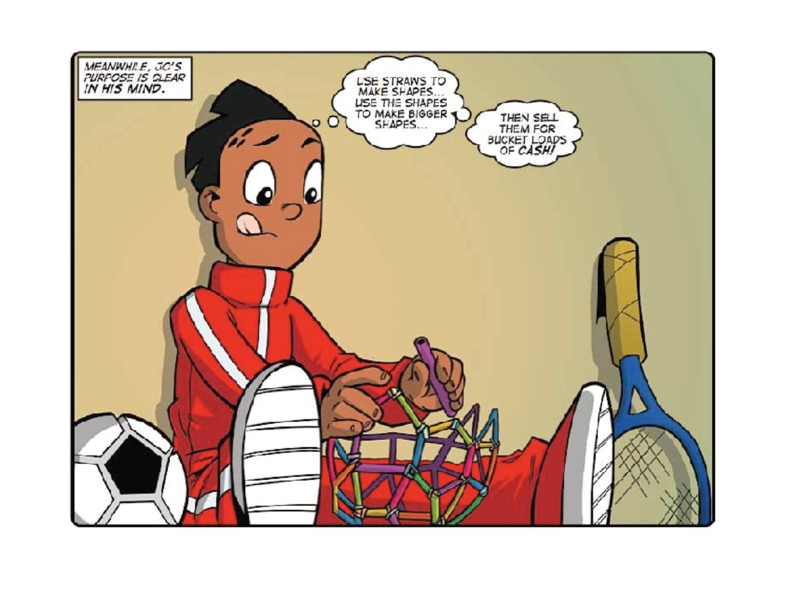 MEANWHILE, JC'S
PURPOSE IS CLEAR
IN HIS MIND.
USE STRAWS TO
MAKE SHAPES...
USE THE SHAPES
TO MAKE BIGGER
SHAPES...
THEN SELL
THEM FOR
BUCKET LOADS
OF CASH!